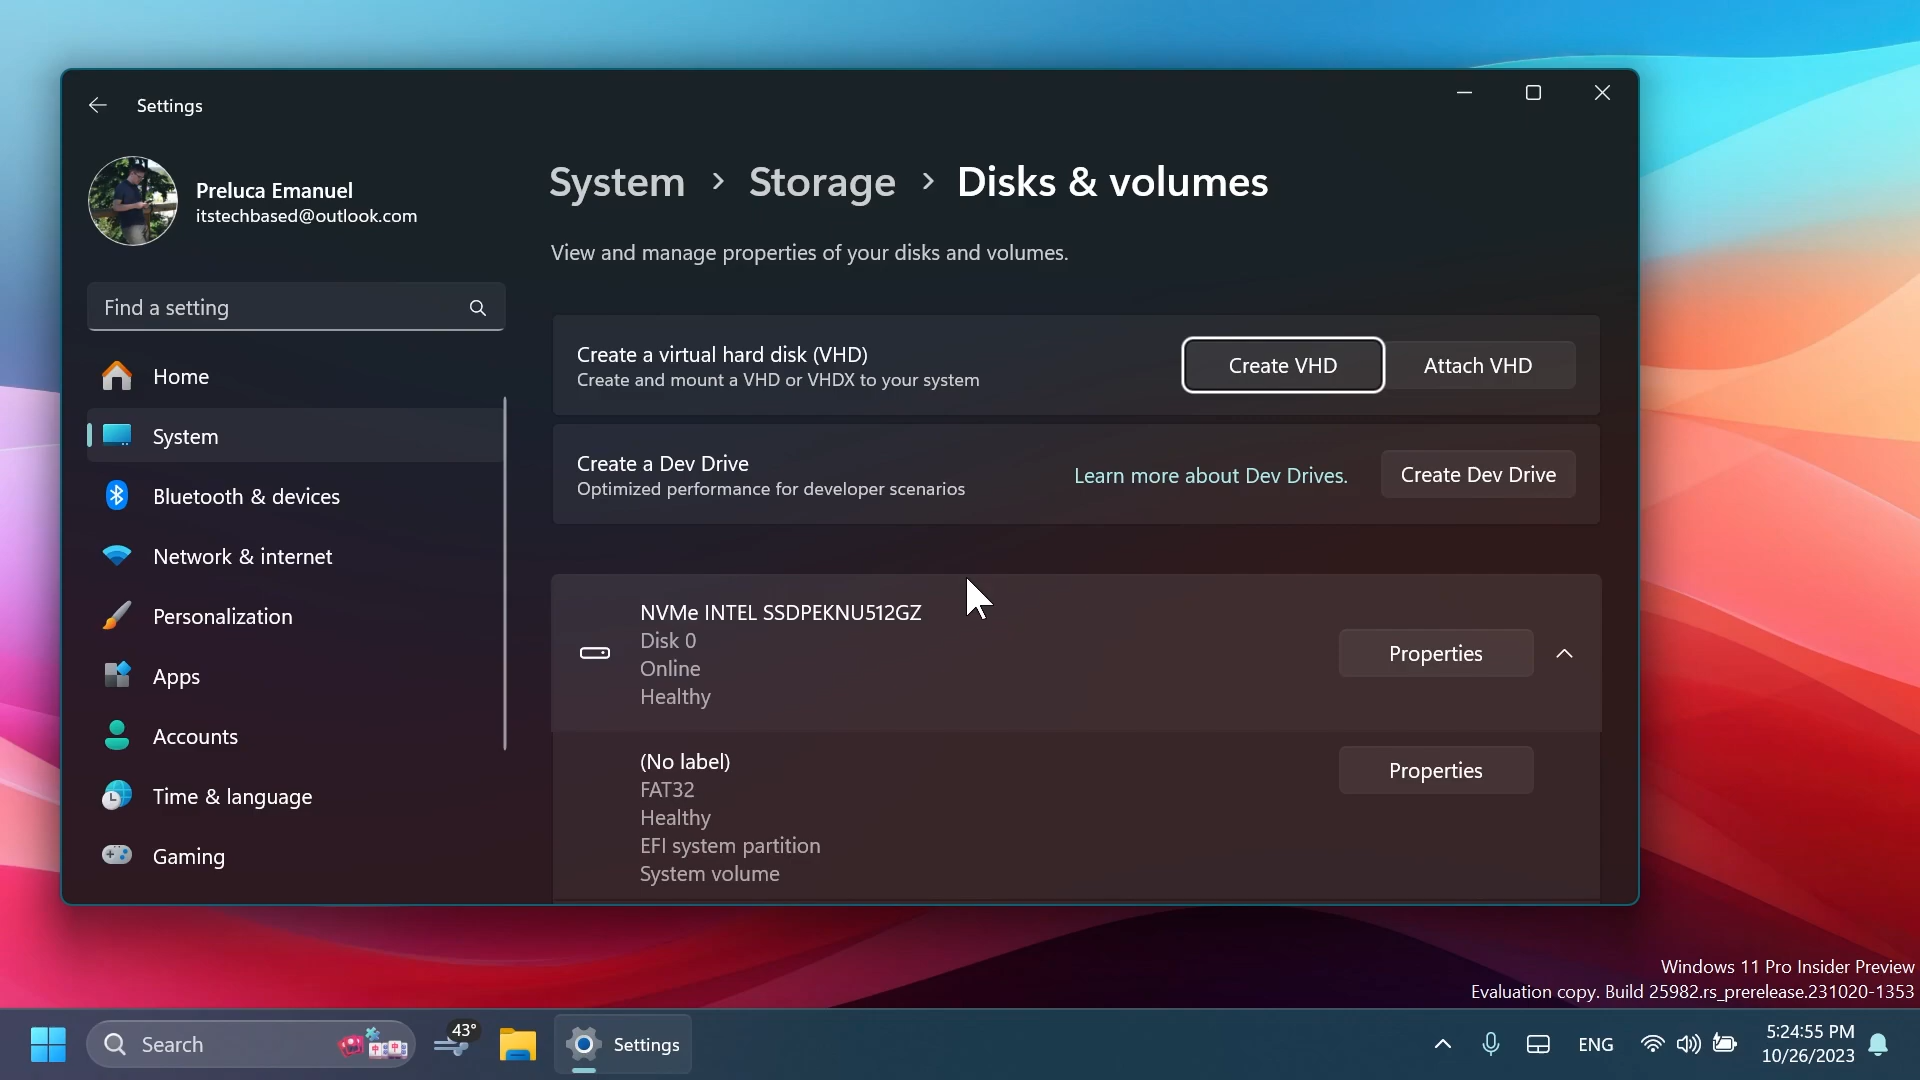 Settings
Preluca Emanuel
itstechbased@outlook.com
Find a setting
Home
System
Bluetooth & devices
Network & internet
Personalization
Apps
Accounts
Time & language
Gaming
System > Storage > Disks & volumes
View and manage properties of your disks and volumes.
Create a virtual hard disk (VHD)
Create and mount a VHD or VHDX to your system
Create VHD
Attach VHD
Create a Dev Drive
Optimized performance for developer scenarios
Learn more about Dev Drives.
Create Dev Drive
NVMe INTEL SSDPEKNU512GZ
Disk 0
Online
Healthy
Properties
(No label)
FAT32
Healthy
EFI system partition
System volume
Properties
Windows 11 Pro Insider Preview
Evaluation copy. Build 25982.rs_prerelease.231020-1353
Search
43°
Settings
ENG
5:24:55 PM
10/26/2023